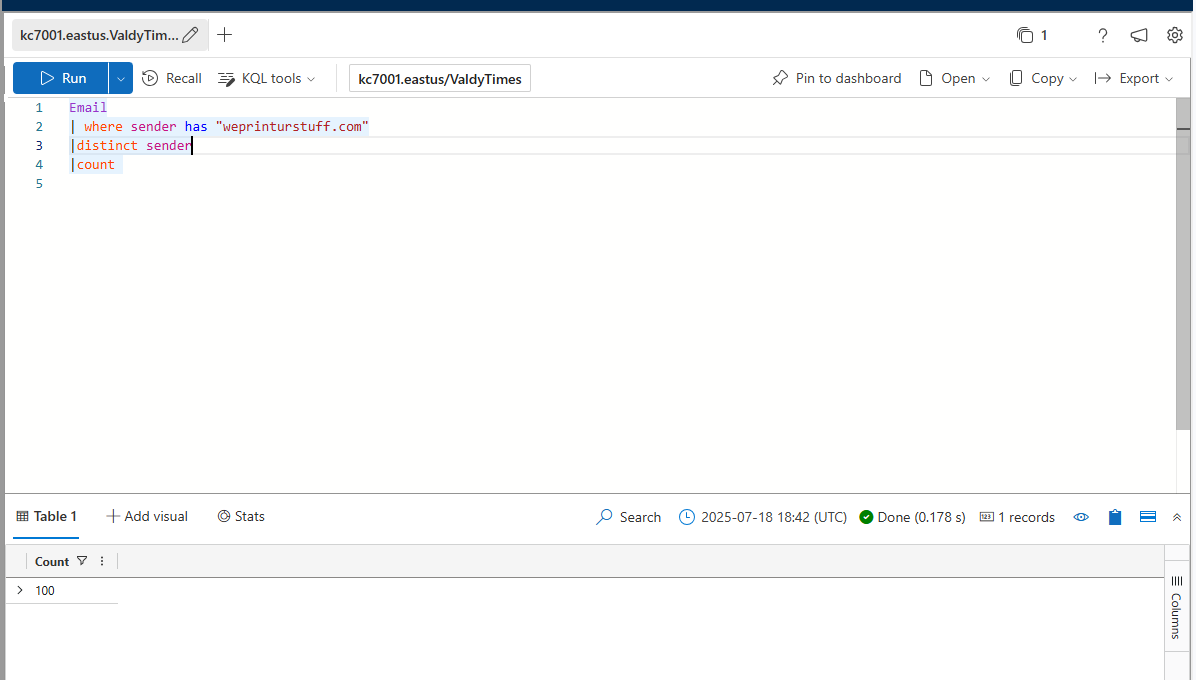 kc7001.eastus.ValdyTim...
1
Run
Recall
KQL tools
kc7001.eastus/ValdyTimes
Pin to dashboard
Open
Copy
Export
1 Email
2 | where sender has "weprinturstuff.com"
3 |distinct sender
4 |count
5
Table 1
Add visual
Stats
Search
2025-07-18 18:42 (UTC)
Done (0.178 s)
1 records
Count
100
Columns